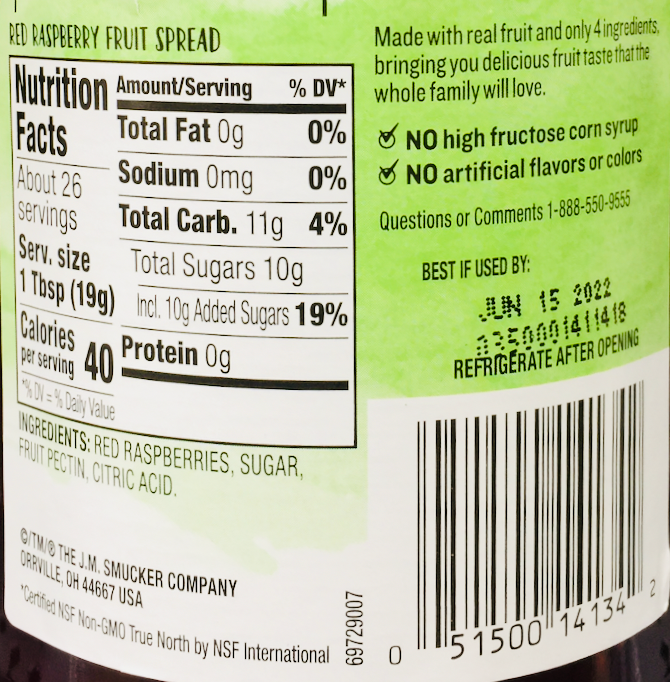 RED RASPBERRY FRUIT SPREAD
Nutrition
Facts
About 26
servings
Serv. size
1 Tbsp (19g)
Calories
per serving 40
*% DV = % Daily Value
Amount/Serving % DV*
Total Fat 0g 0%
Sodium 0mg 0%
Total Carb. 11g 4%
Total Sugars 10g
Incl. 10g Added Sugars 19%
Protein 0g
INGREDIENTS: RED RASPBERRIES, SUGAR,
FRUIT PECTIN, CITRIC ACID.
©/TM/® THE J.M. SMUCKER COMPANY
ORRVILLE, OH 44667 USA
*Certified NSF Non-GMO True North by NSF International
69729007
Made with real fruit and only 4 ingredients,
bringing you delicious fruit taste that the
whole family will love.
NO high fructose corn syrup
NO artificial flavors or colors
Questions or Comments 1-888-550-9555
BEST IF USED BY:
JUN 15 2022
0350001411418
REFRIGERATE AFTER OPENING
0 51500 14134 2